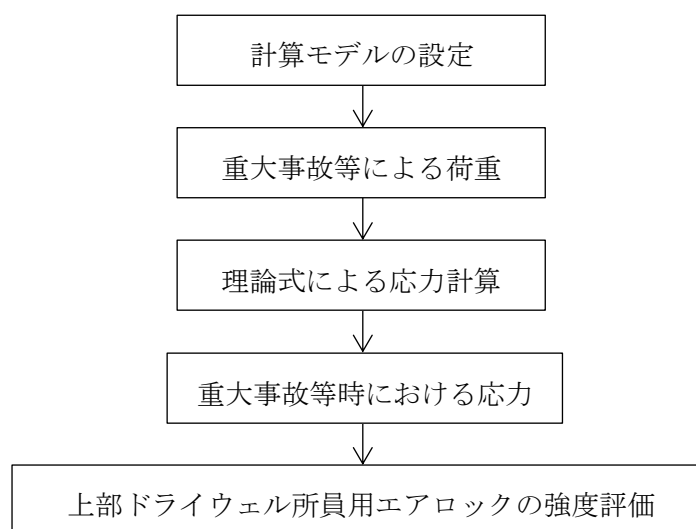 計算モデルの設定
重大事故等による荷重
理論式による応力計算
重大事故等時における応力
上部ドライウェル所員用エアロックの強度評価